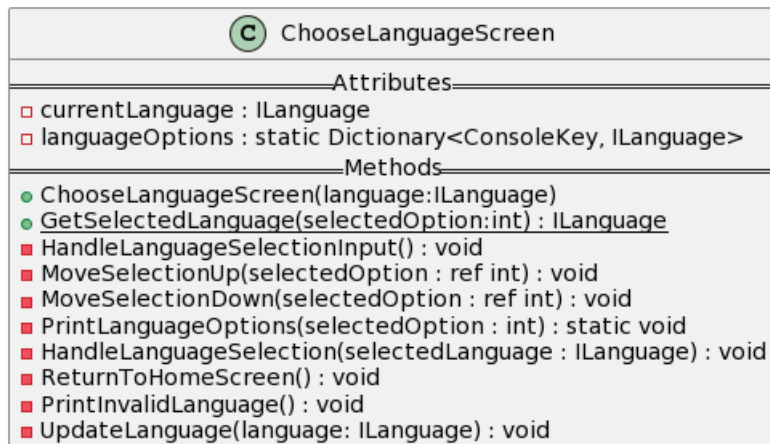 C ChooseLanguageScreen
Attributes
currentLanguage : ILanguage
languageOptions : static Dictionary<ConsoleKey, ILanguage>
Methods
ChooseLanguageScreen(language:ILanguage)
GetSelectedLanguage(selectedOption:int) : ILanguage
HandleLanguageSelectionInput() : void
MoveSelectionUp(selectedOption : ref int) : void
MoveSelectionDown(selectedOption : ref int) : void
PrintLanguageOptions(selectedOption : int) : static void
HandleLanguageSelection(selectedLanguage : ILanguage) : void
ReturnToHomeScreen() : void
PrintInvalidLanguage() : void
UpdateLanguage(language: ILanguage) : void